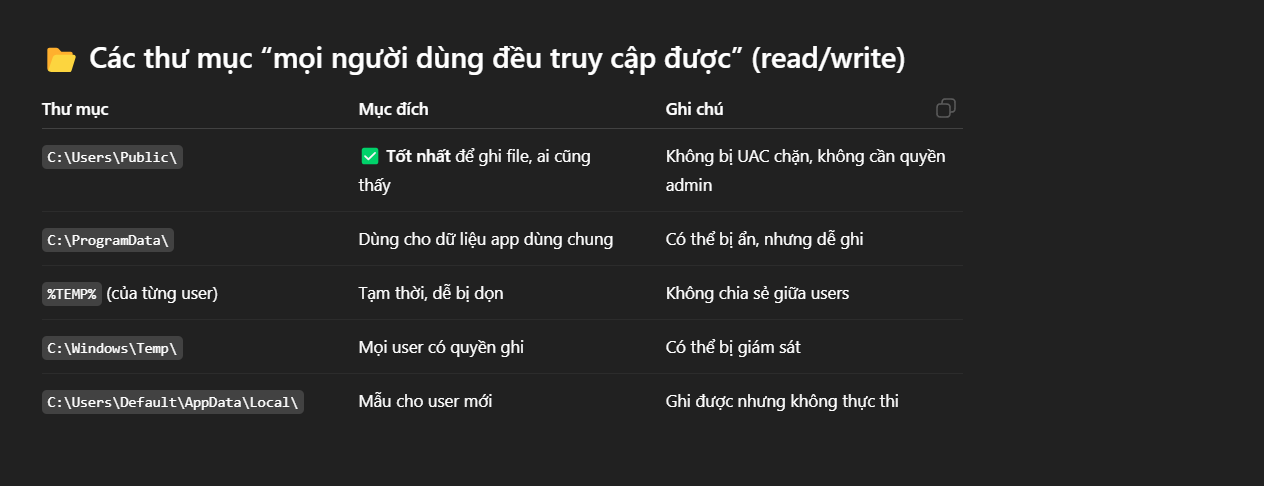 📂 Các thư mục “mọi người dùng đều truy cập được” (read/write)
Thư mục Mục đích Ghi chú
C:\Users\Public\ ✅ Tốt nhất để ghi file, ai cũng thấy Không bị UAC chặn, không cần quyền admin
C:\ProgramData\ Dùng cho dữ liệu app dùng chung Có thể bị ẩn, nhưng dễ ghi
%TEMP% (của từng user) Tạm thời, dễ bị dọn Không chia sẻ giữa users
C:\Windows\Temp\ Mọi user có quyền ghi Có thể bị giám sát
C:\Users\Default\AppData\Local\ Mẫu cho user mới Ghi được nhưng không thực thi